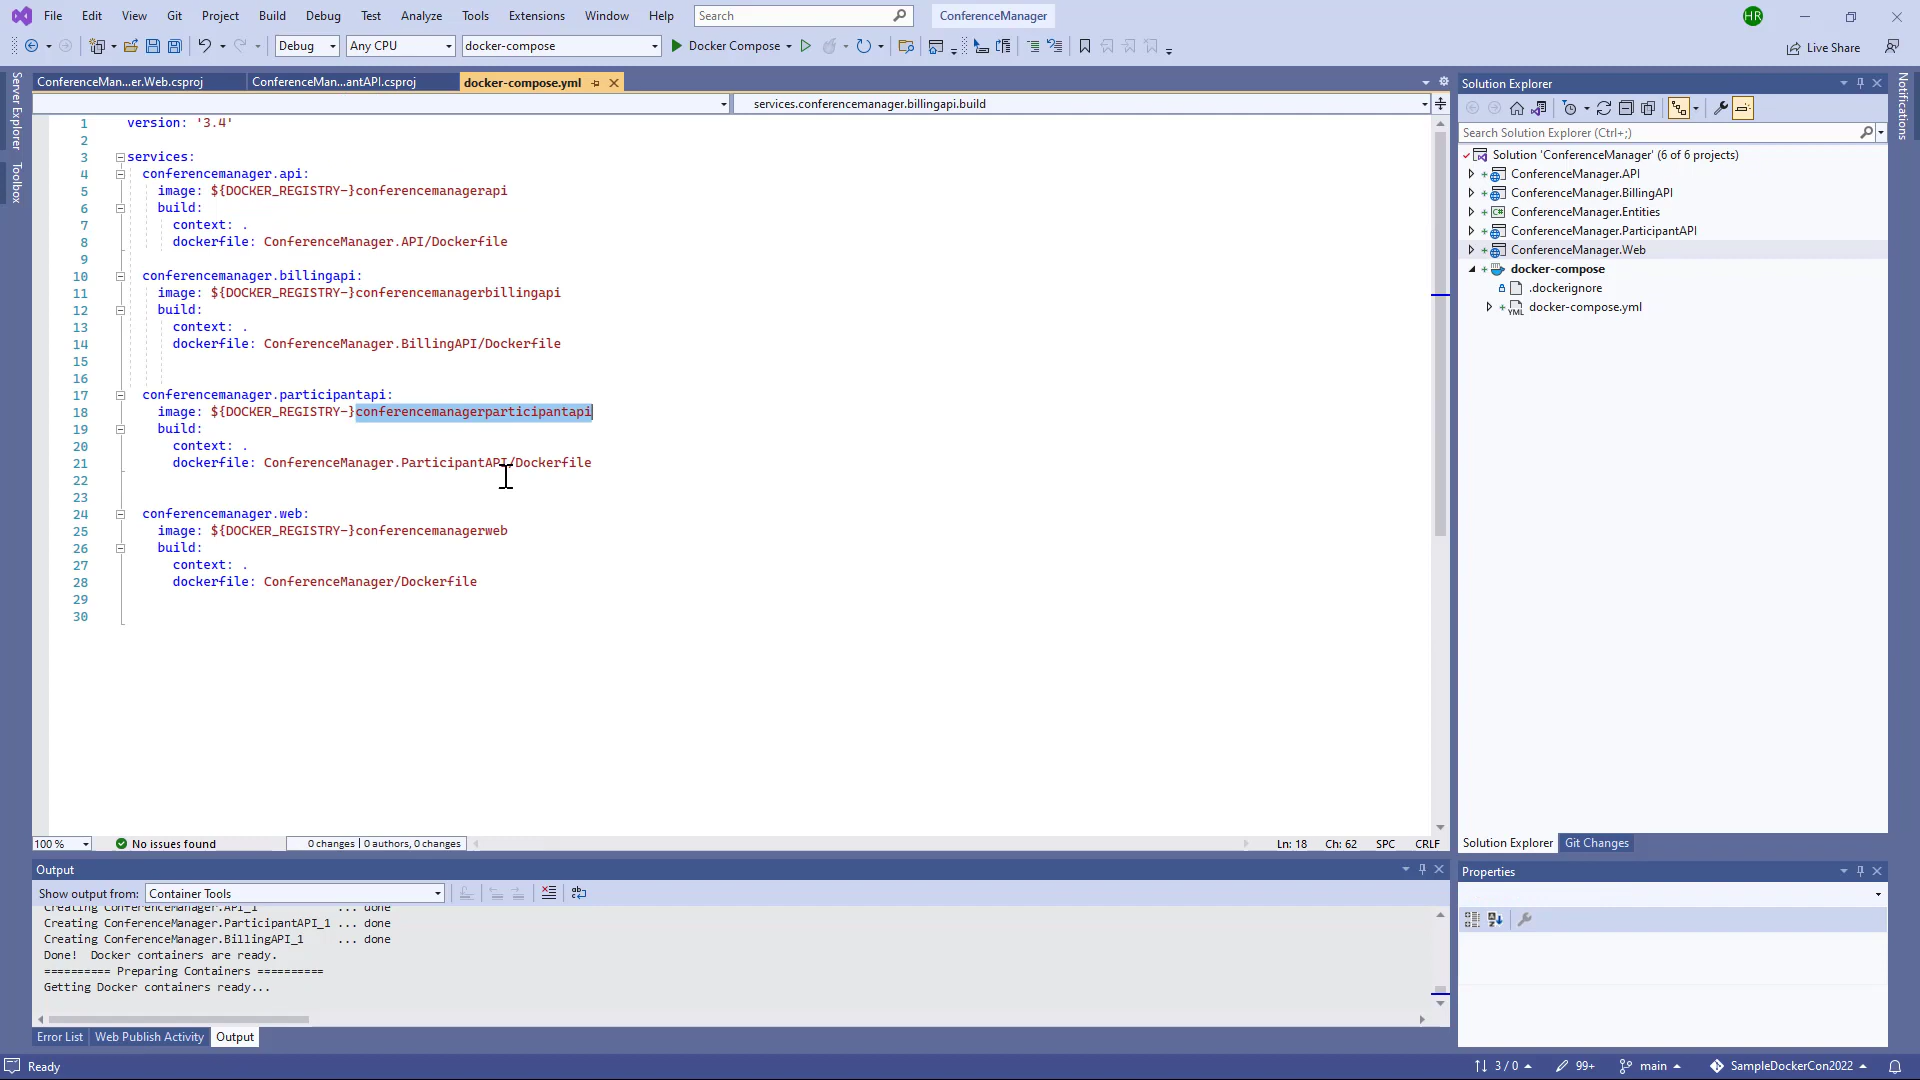 File Edit View Git Project Build Debug Test Analyze Tools Extensions Window Help Search ConferenceManager HR
Debug Any CPU docker-compose Docker Compose Live Share
Server Explorer
Toolbox
ConferenceMan...er.Web.csproj ConferenceMan...antAPI.csproj docker-compose.yml
services.conferencemanager.billingapi.build
1 version: '3.4'
2
3 services:
4 conferencemanager.api:
5 image: ${DOCKER_REGISTRY-}conferencemanagerapi
6 build:
7 context: .
8 dockerfile: ConferenceManager.API/Dockerfile
9
10 conferencemanager.billingapi:
11 image: ${DOCKER_REGISTRY-}conferencemanagerbillingapi
12 build:
13 context: .
14 dockerfile: ConferenceManager.BillingAPI/Dockerfile
15
16
17 conferencemanager.participantapi:
18 image: ${DOCKER_REGISTRY-}conferencemanagerparticipantapi
19 build:
20 context: .
21 dockerfile: ConferenceManager.ParticipantAPI/Dockerfile
22
23
24 conferencemanager.web:
25 image: ${DOCKER_REGISTRY-}conferencemanagerweb
26 build:
27 context: .
28 dockerfile: ConferenceManager/Dockerfile
29
30
100 % No issues found 0 changes | 0 authors, 0 changes Ln: 18 Ch: 62 SPC CRLF
Output
Show output from: Container Tools
Creating ConferenceManager.API_1 ... done
Creating ConferenceManager.ParticipantAPI_1 ... done
Creating ConferenceManager.BillingAPI_1 ... done
Done! Docker containers are ready.
========== Preparing Containers ==========
Getting Docker containers ready...
Error List Web Publish Activity Output
Solution Explorer
Search Solution Explorer (Ctrl+;)
Solution 'ConferenceManager' (6 of 6 projects)
ConferenceManager.API
ConferenceManager.BillingAPI
C# ConferenceManager.Entities
ConferenceManager.ParticipantAPI
ConferenceManager.Web
docker-compose
.dockerignore
YML docker-compose.yml
Solution Explorer Git Changes
Properties
Notifications
Ready 3 / 0 99+ main SampleDockerCon2022